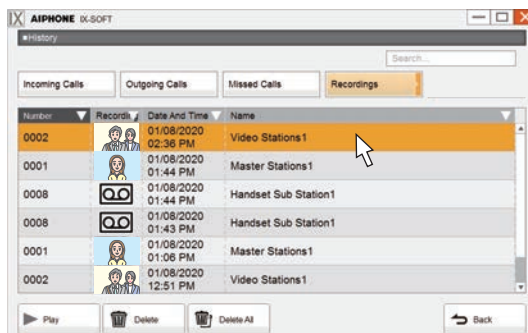 IX AIPHONE IX-SOFT
■History
Search...
Incoming Calls Outgoing Calls Missed Calls Recordings
Number Date And Time Name
0002 01/08/2020 02:36 PM Video Stations1
0001 01/08/2020 01:44 PM Master Stations1
0008 01/08/2020 01:44 PM Handset Sub Station1
0008 01/08/2020 01:43 PM Handset Sub Station1
0001 01/08/2020 01:06 PM Master Stations1
0002 01/08/2020 12:51 PM Video Stations1
Play Delete Delete All Back